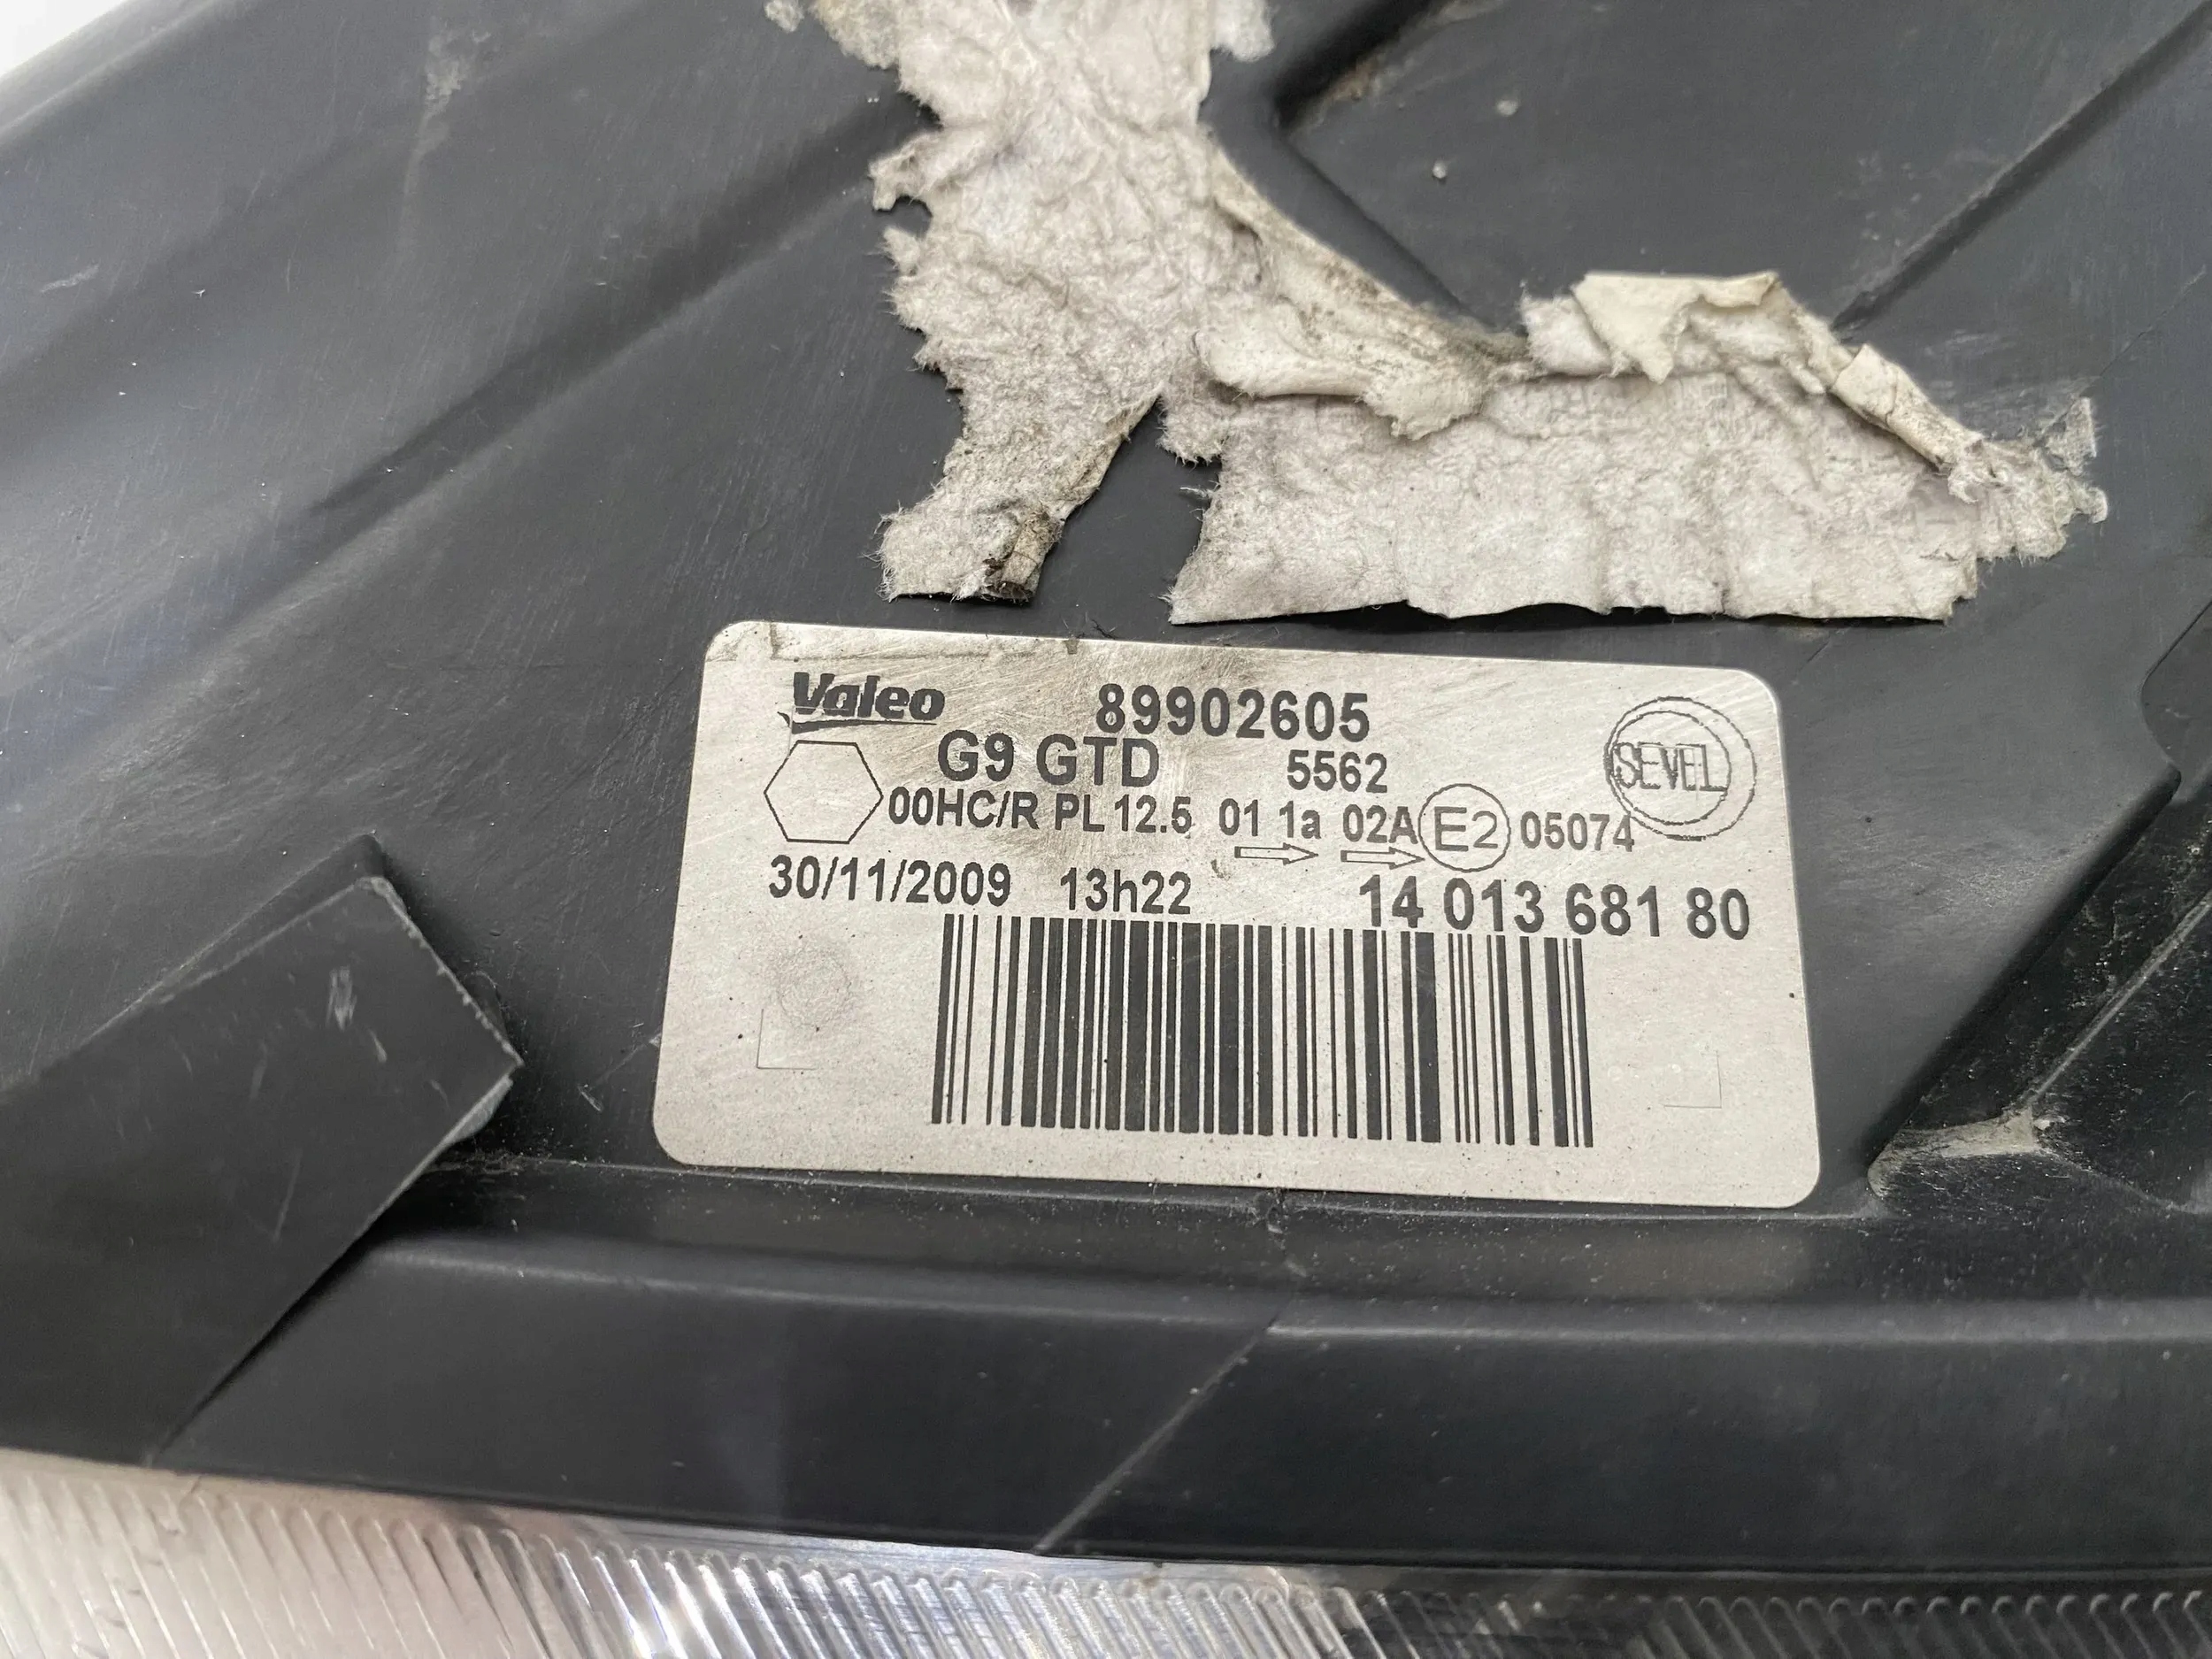 Valeo 89902605
G9 GTD 5562
SEVEL
00HC/R PL 12.5 01 1a 02A E2 05074
30/11/2009 13h22 14 013 681 80